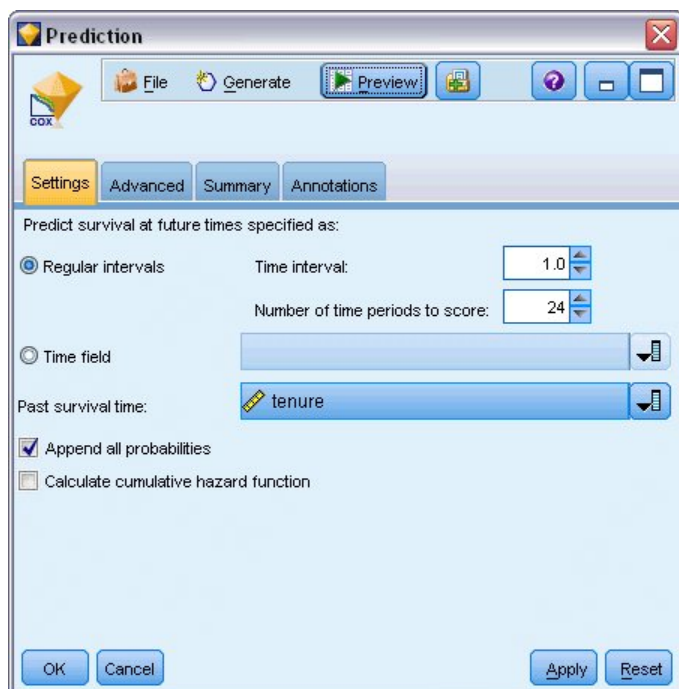 Prediction
File Generate Preview
COX
Settings Advanced Summary Annotations
Predict survival at future times specified as:
Regular intervals Time interval: 1.0
Number of time periods to score: 24
Time field
Past survival time: tenure
Append all probabilities
Calculate cumulative hazard function
OK Cancel Apply Reset